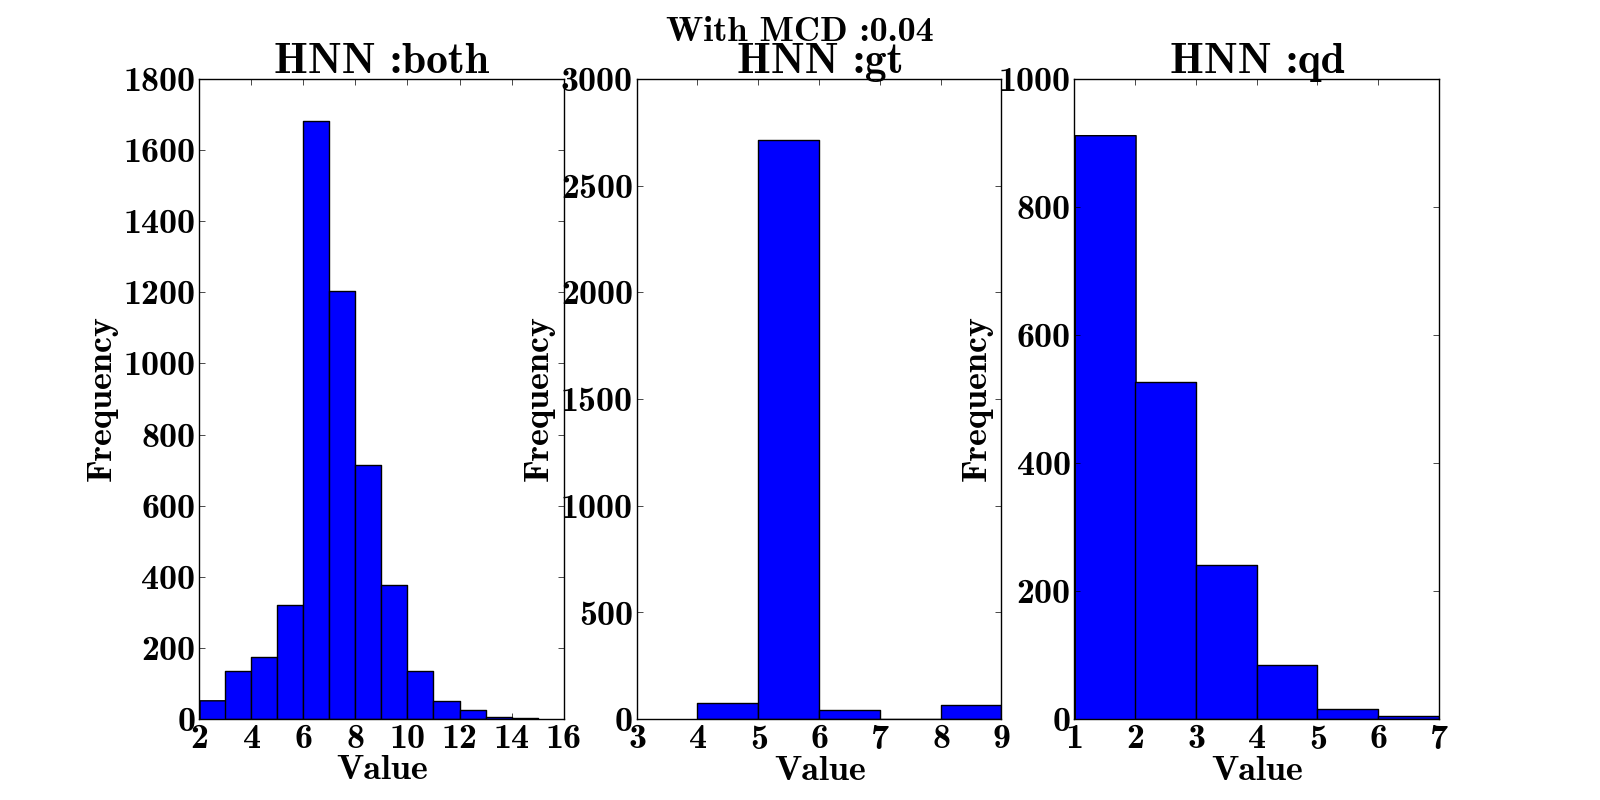 With MCD :0.04
HNN :both
1800
1600
1400
1200
1000
800
600
400
200
0
2 4 6 8 10 12 14 16
Frequency
Value
HNN :gt
3000
2500
2000
1500
1000
500
0
3 4 5 6 7 8 9
Frequency
Value
HNN :qd
1000
800
600
400
200
0
1 2 3 4 5 6 7
Frequency
Value